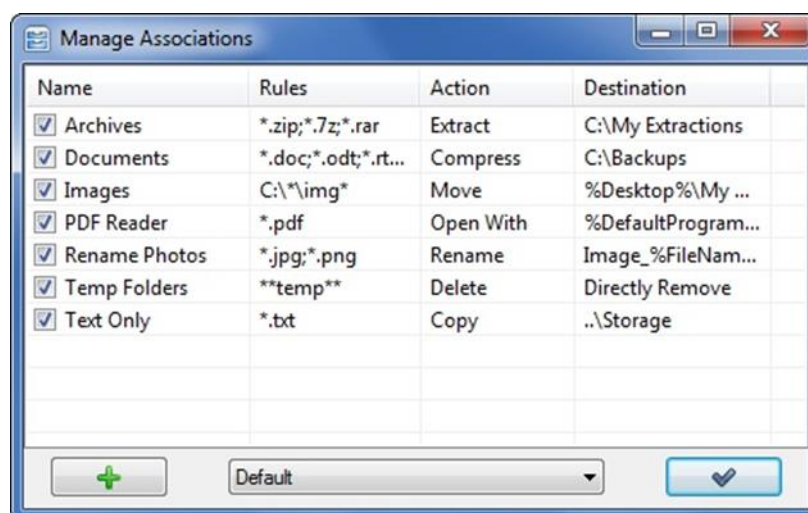 Manage Associations
Name Rules Action Destination
Archives *.zip;*.7z;*.rar Extract C:\My Extractions
Documents *.doc;*.odt;*.rt... Compress C:\Backups
Images C:\*\img* Move %Desktop%\My ...
PDF Reader *.pdf Open With %DefaultProgram...
Rename Photos *.jpg;*.png Rename Image_%FileNam...
Temp Folders **temp** Delete Directly Remove
Text Only *.txt Copy ..\Storage
Default